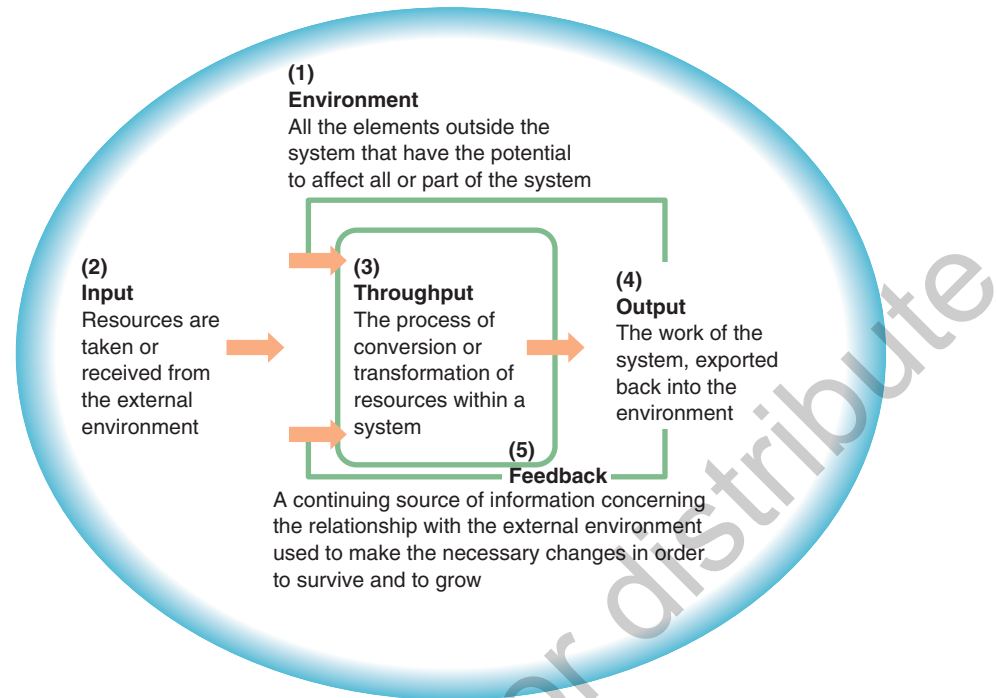 (1)
Environment
All the elements outside the
system that have the potential
to affect all or part of the system
(2)
Input
Resources are
taken or
received from
the external
environment
(3)
Throughput
The process of
conversion or
transformation of
resources within a
system
(4)
Output
The work of the
system, exported
back into the
environment
(5)
Feedback
A continuing source of information concerning
the relationship with the external environment
used to make the necessary changes in order
to survive and to grow
or distribute